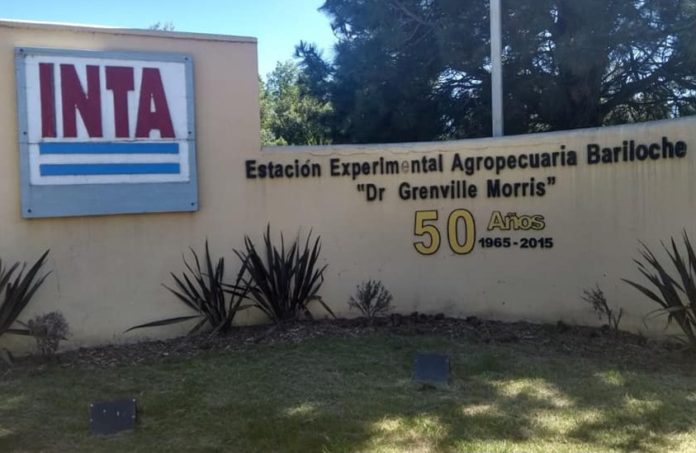 INTA
Estación Experimental Agropecuaria Bariloche
"Dr Grenville Morris"
50 Años
1965-2015